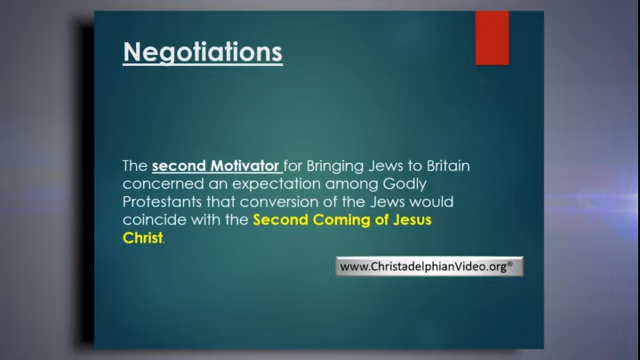 Negotiations
The second Motivator for Bringing Jews to Britain
concerned an expectation among Godly
Protestants that conversion of the Jews would
coincide with the Second Coming of Jesus
Christ.
www.ChristadelphianVideo.org®